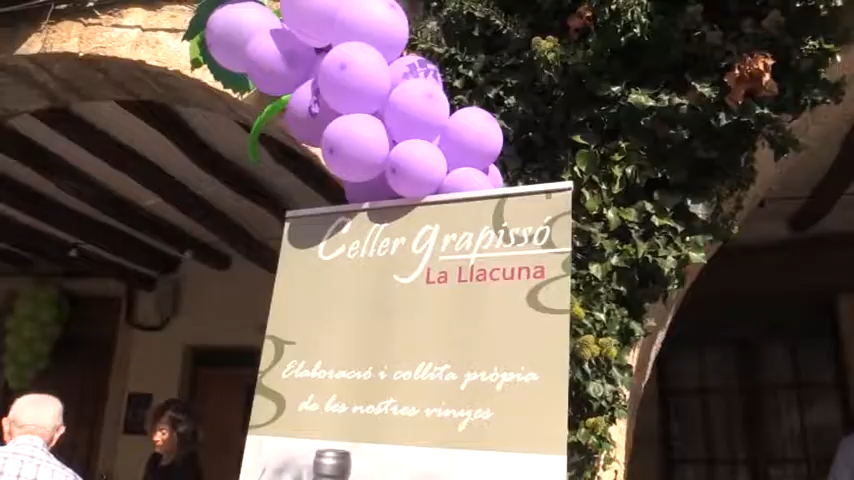 Celler grapissó
La Llacuna
Elaboració i collita pròpia
de les nostres vinyes